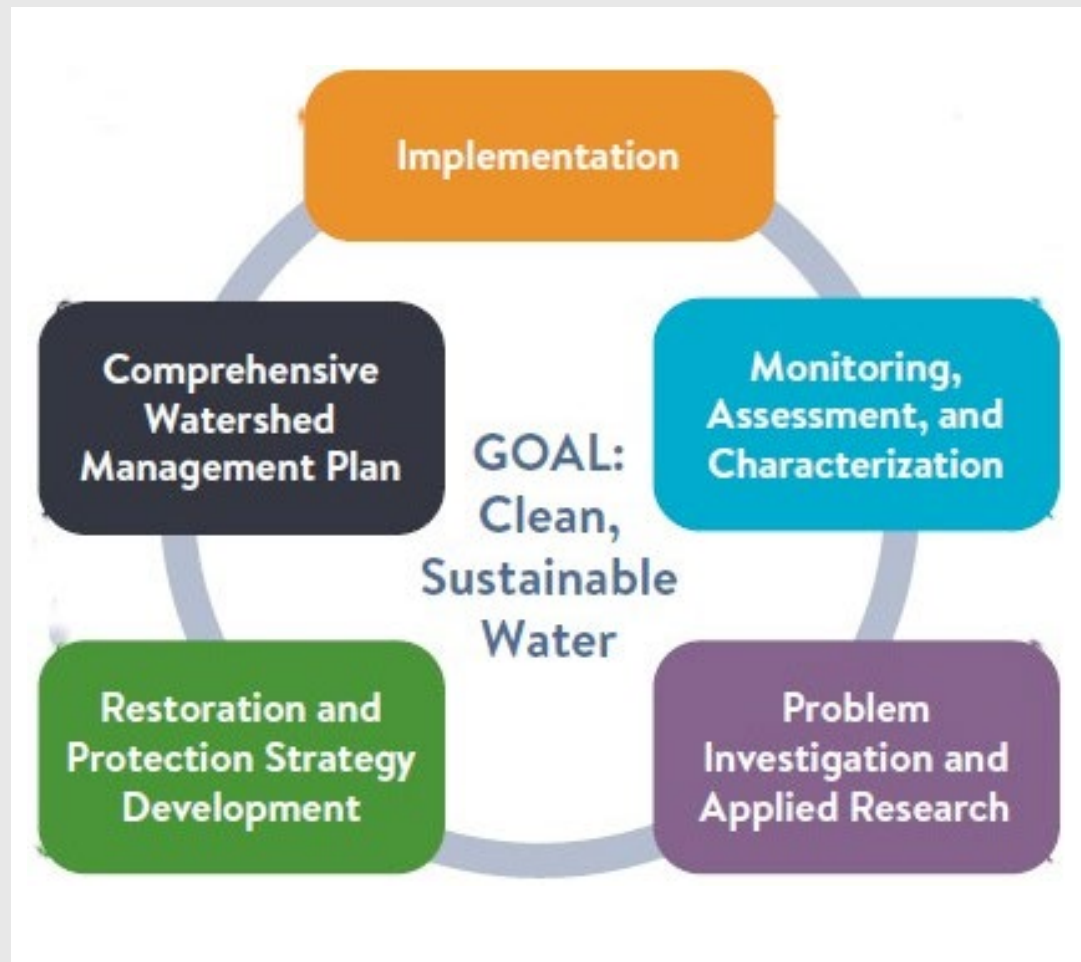 Implementation
Comprehensive
Watershed
Management Plan
Monitoring,
Assessment, and
Characterization
GOAL:
Clean,
Sustainable
Water
Restoration and
Protection Strategy
Development
Problem
Investigation and
Applied Research